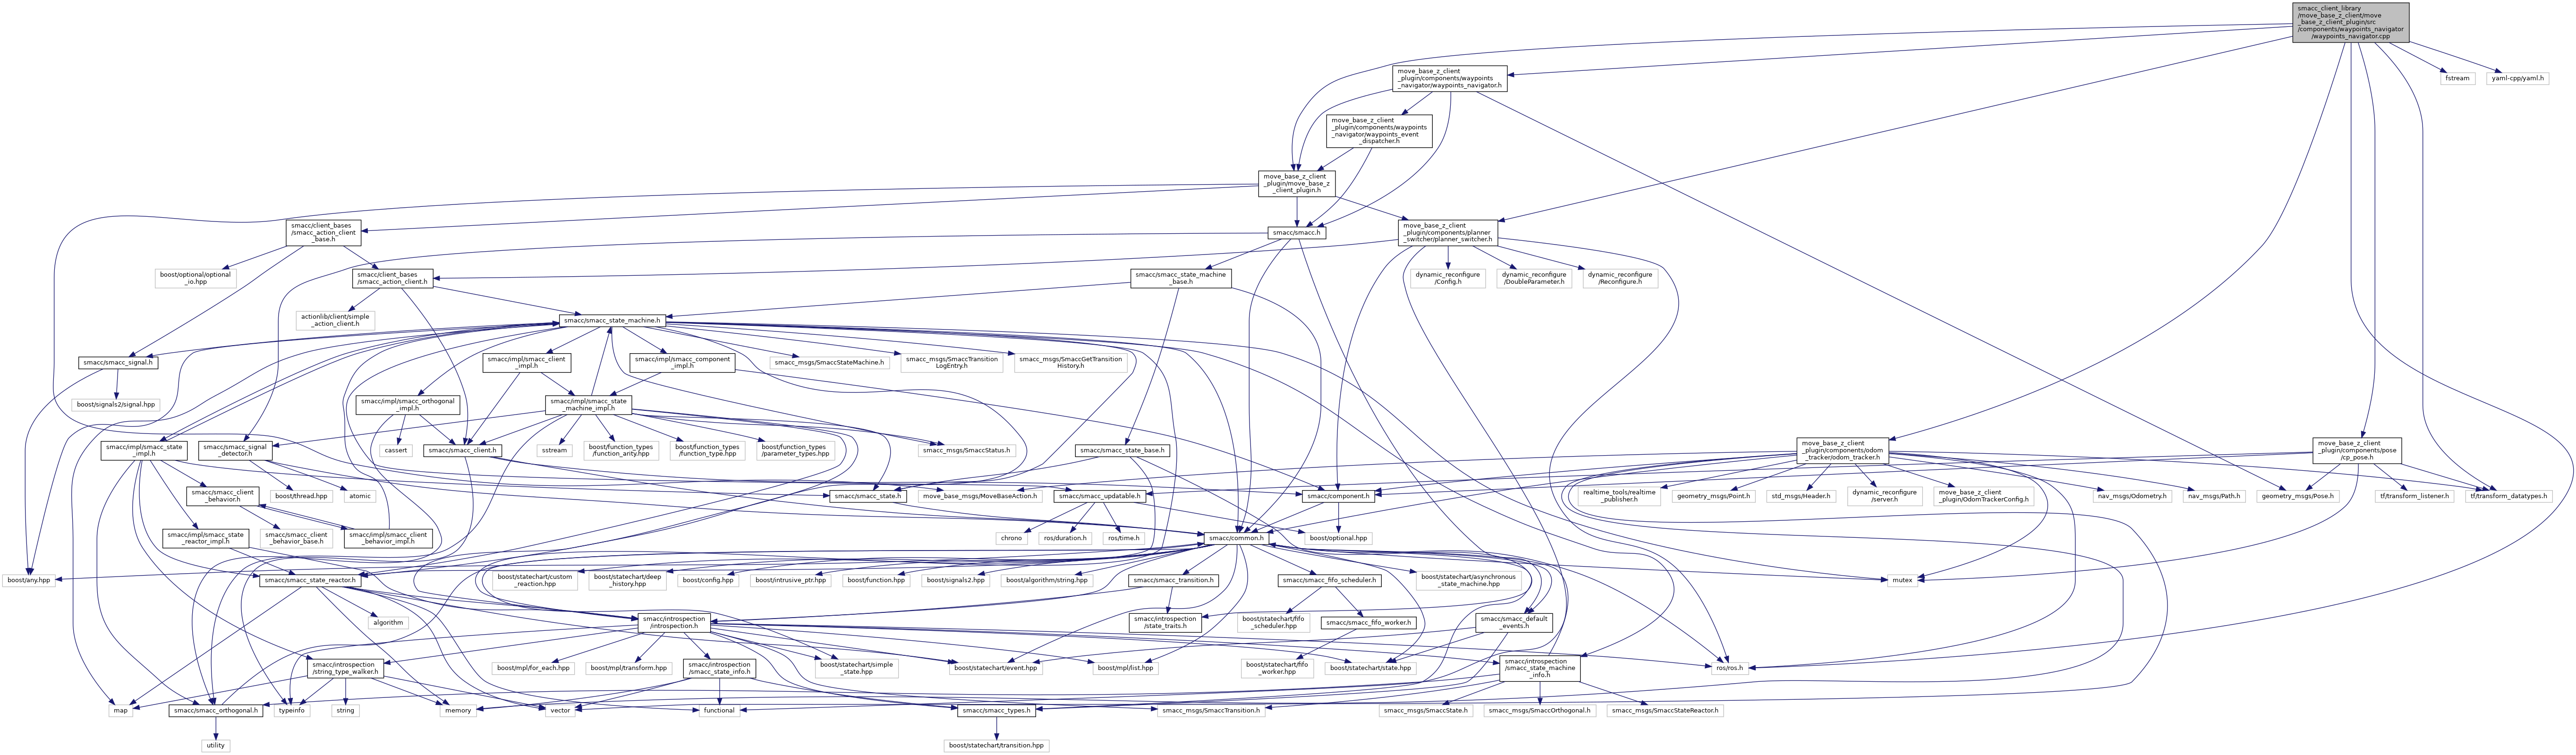 smacc_client_library
/move_base_z_client/move
_base_z_client_plugin/src
/components/waypoints_navigator
/waypoints_navigator.cpp
move_base_z_client
_plugin/components/waypoints
_navigator/waypoints_navigator.h
fstream
yaml-cpp/yaml.h
move_base_z_client
_plugin/components/waypoints
_navigator/waypoints_event
_dispatcher.h
move_base_z_client
_plugin/move_base_z
_client_plugin.h
smacc/client_bases
/smacc_action_client
_base.h
smacc/smacc.h
move_base_z_client
_plugin/components/planner
_switcher/planner_switcher.h
boost/optional/optional
_io.hpp
smacc/client_bases
/smacc_action_client.h
smacc/smacc_state_machine
_base.h
dynamic_reconfigure
/Config.h
dynamic_reconfigure
/DoubleParameter.h
dynamic_reconfigure
/Reconfigure.h
actionlib/client/simple
_action_client.h
smacc/smacc_state_machine.h
smacc/smacc_signal.h
smacc/impl/smacc_client
_impl.h
smacc/impl/smacc_component
_impl.h
smacc_msgs/SmaccStateMachine.h
smacc_msgs/SmaccTransition
LogEntry.h
smacc_msgs/SmaccGetTransition
History.h
boost/signals2/signal.hpp
smacc/impl/smacc_orthogonal
_impl.h
smacc/impl/smacc_state
_machine_impl.h
smacc/impl/smacc_state
_impl.h
smacc/smacc_signal
_detector.h
cassert
smacc/smacc_client.h
sstream
boost/function_types
/function_arity.hpp
boost/function_types
/function_type.hpp
boost/function_types
/parameter_types.hpp
smacc_msgs/SmaccStatus.h
smacc/smacc_state_base.h
move_base_z_client
_plugin/components/odom
_tracker/odom_tracker.h
move_base_z_client
_plugin/components/pose
/cp_pose.h
smacc/smacc_client
_behavior.h
boost/thread.hpp
atomic
smacc/smacc_state.h
move_base_msgs/MoveBaseAction.h
smacc/smacc_updatable.h
smacc/component.h
realtime_tools/realtime
_publisher.h
geometry_msgs/Point.h
std_msgs/Header.h
dynamic_reconfigure
/server.h
move_base_z_client
_plugin/OdomTrackerConfig.h
nav_msgs/Odometry.h
nav_msgs/Path.h
geometry_msgs/Pose.h
tf/transform_listener.h
tf/transform_datatypes.h
smacc/impl/smacc_state
_reactor_impl.h
smacc/smacc_client
_behavior_base.h
smacc/impl/smacc_client
_behavior_impl.h
chrono
ros/duration.h
ros/time.h
smacc/common.h
boost/optional.hpp
boost/any.hpp
smacc/smacc_state_reactor.h
boost/statechart/custom
_reaction.hpp
boost/statechart/deep
_history.hpp
boost/config.hpp
boost/intrusive_ptr.hpp
boost/function.hpp
boost/signals2.hpp
boost/algorithm/string.hpp
smacc/smacc_transition.h
smacc/smacc_fifo_scheduler.h
boost/statechart/asynchronous
_state_machine.hpp
mutex
algorithm
smacc/introspection
/introspection.h
smacc/introspection
/state_traits.h
boost/statechart/fifo
_scheduler.hpp
smacc/smacc_fifo_worker.h
smacc/smacc_default
_events.h
smacc/introspection
/string_type_walker.h
boost/mpl/for_each.hpp
boost/mpl/transform.hpp
smacc/introspection
/smacc_state_info.h
boost/statechart/simple
_state.hpp
boost/statechart/event.hpp
boost/mpl/list.hpp
boost/statechart/fifo
_worker.hpp
boost/statechart/state.hpp
smacc/introspection
/smacc_state_machine
_info.h
ros/ros.h
map
smacc/smacc_orthogonal.h
typeinfo
string
memory
vector
functional
smacc/smacc_types.h
smacc_msgs/SmaccTransition.h
smacc_msgs/SmaccState.h
smacc_msgs/SmaccOrthogonal.h
smacc_msgs/SmaccStateReactor.h
utility
boost/statechart/transition.hpp